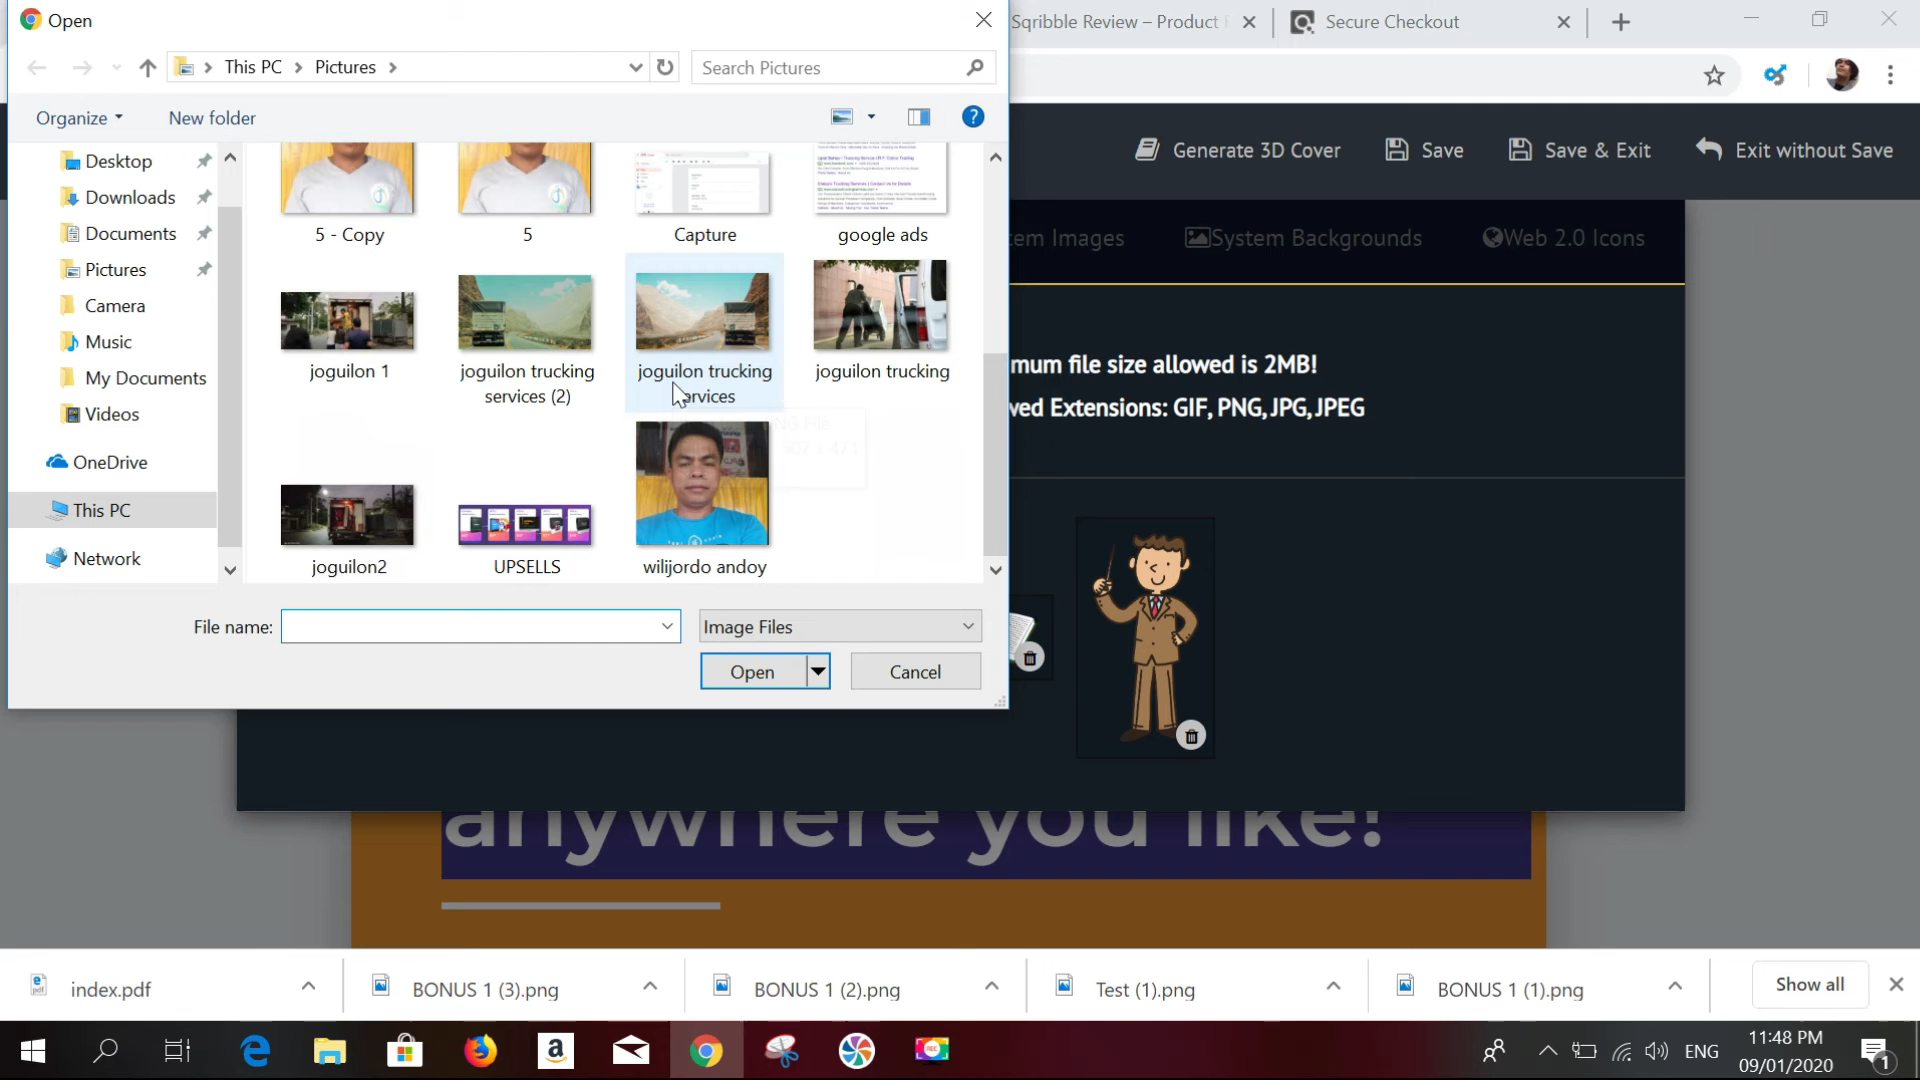 Open
Sqribble Review – Product
Secure Checkout
This PC
Pictures
Search Pictures
Organize
New folder
Generate 3D Cover
Save
Save & Exit
Exit without Save
Desktop
Downloads
Documents
Pictures
Camera
Music
My Documents
Videos
OneDrive
This PC
Network
5 - Copy
5
Capture
google ads
joguilon 1
joguilon trucking
services (2)
joguilon trucking
joguilon trucking
joguilon2
UPSELLS
wilijordo andoy
Images
System Backgrounds
Web 2.0 Icons
file size allowed is 2MB!
Extensions: GIF, PNG, JPG, JPEG
File name:
Image Files
Open
Cancel
anywhere you like!
index.pdf
BONUS 1 (3).png
BONUS 1 (2).png
Test (1).png
BONUS 1 (1).png
Show all
ENG
11:48 PM
09/01/2020
1